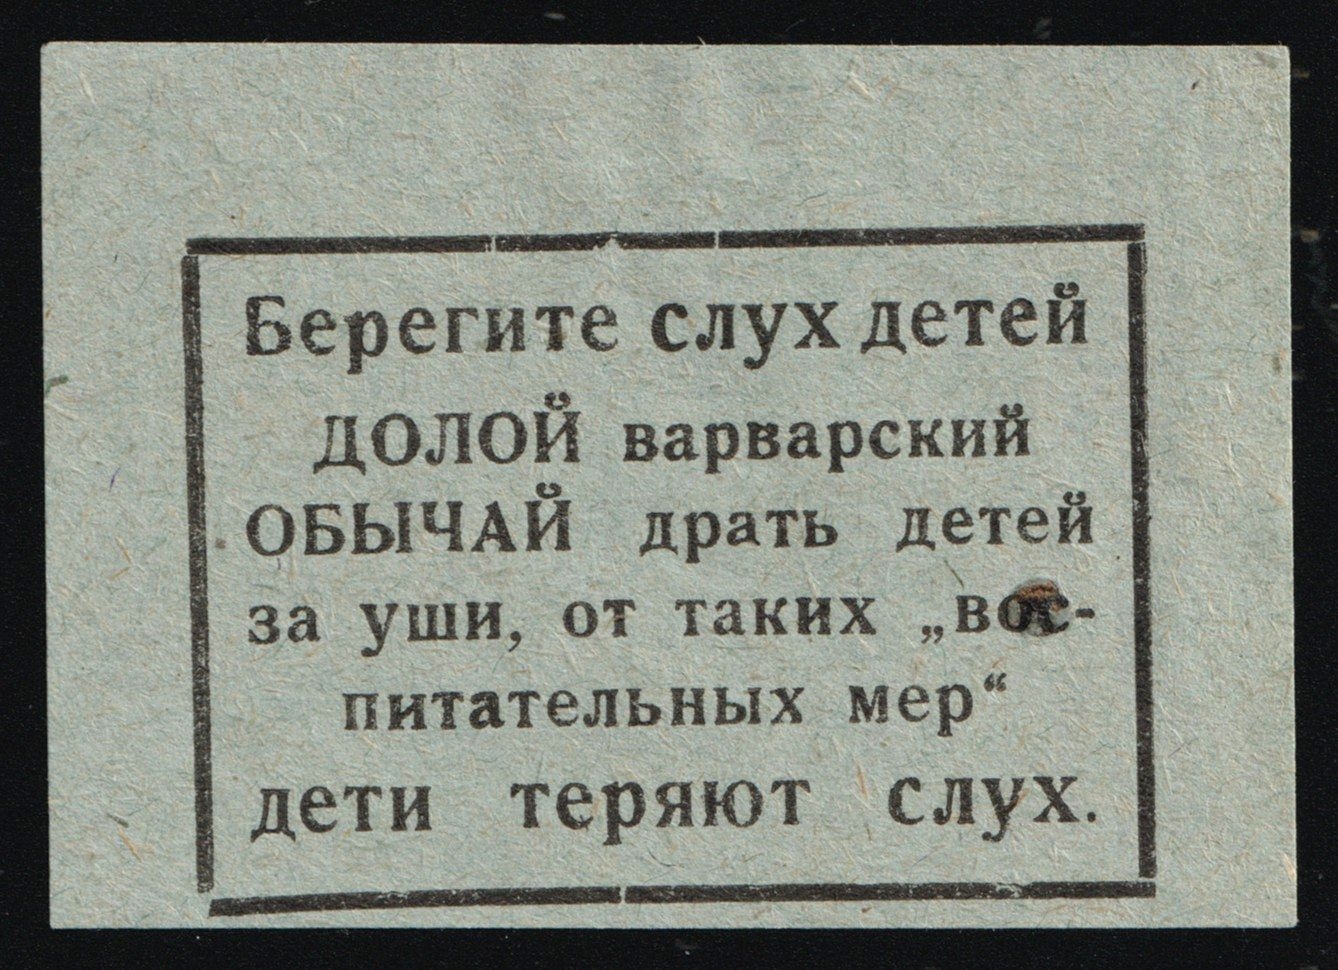 Берегите слух детей
ДОЛОЙ варварский
ОБЫЧАЙ драть детей
за уши, от таких „вос-
питательных мер“
дети теряют слух.